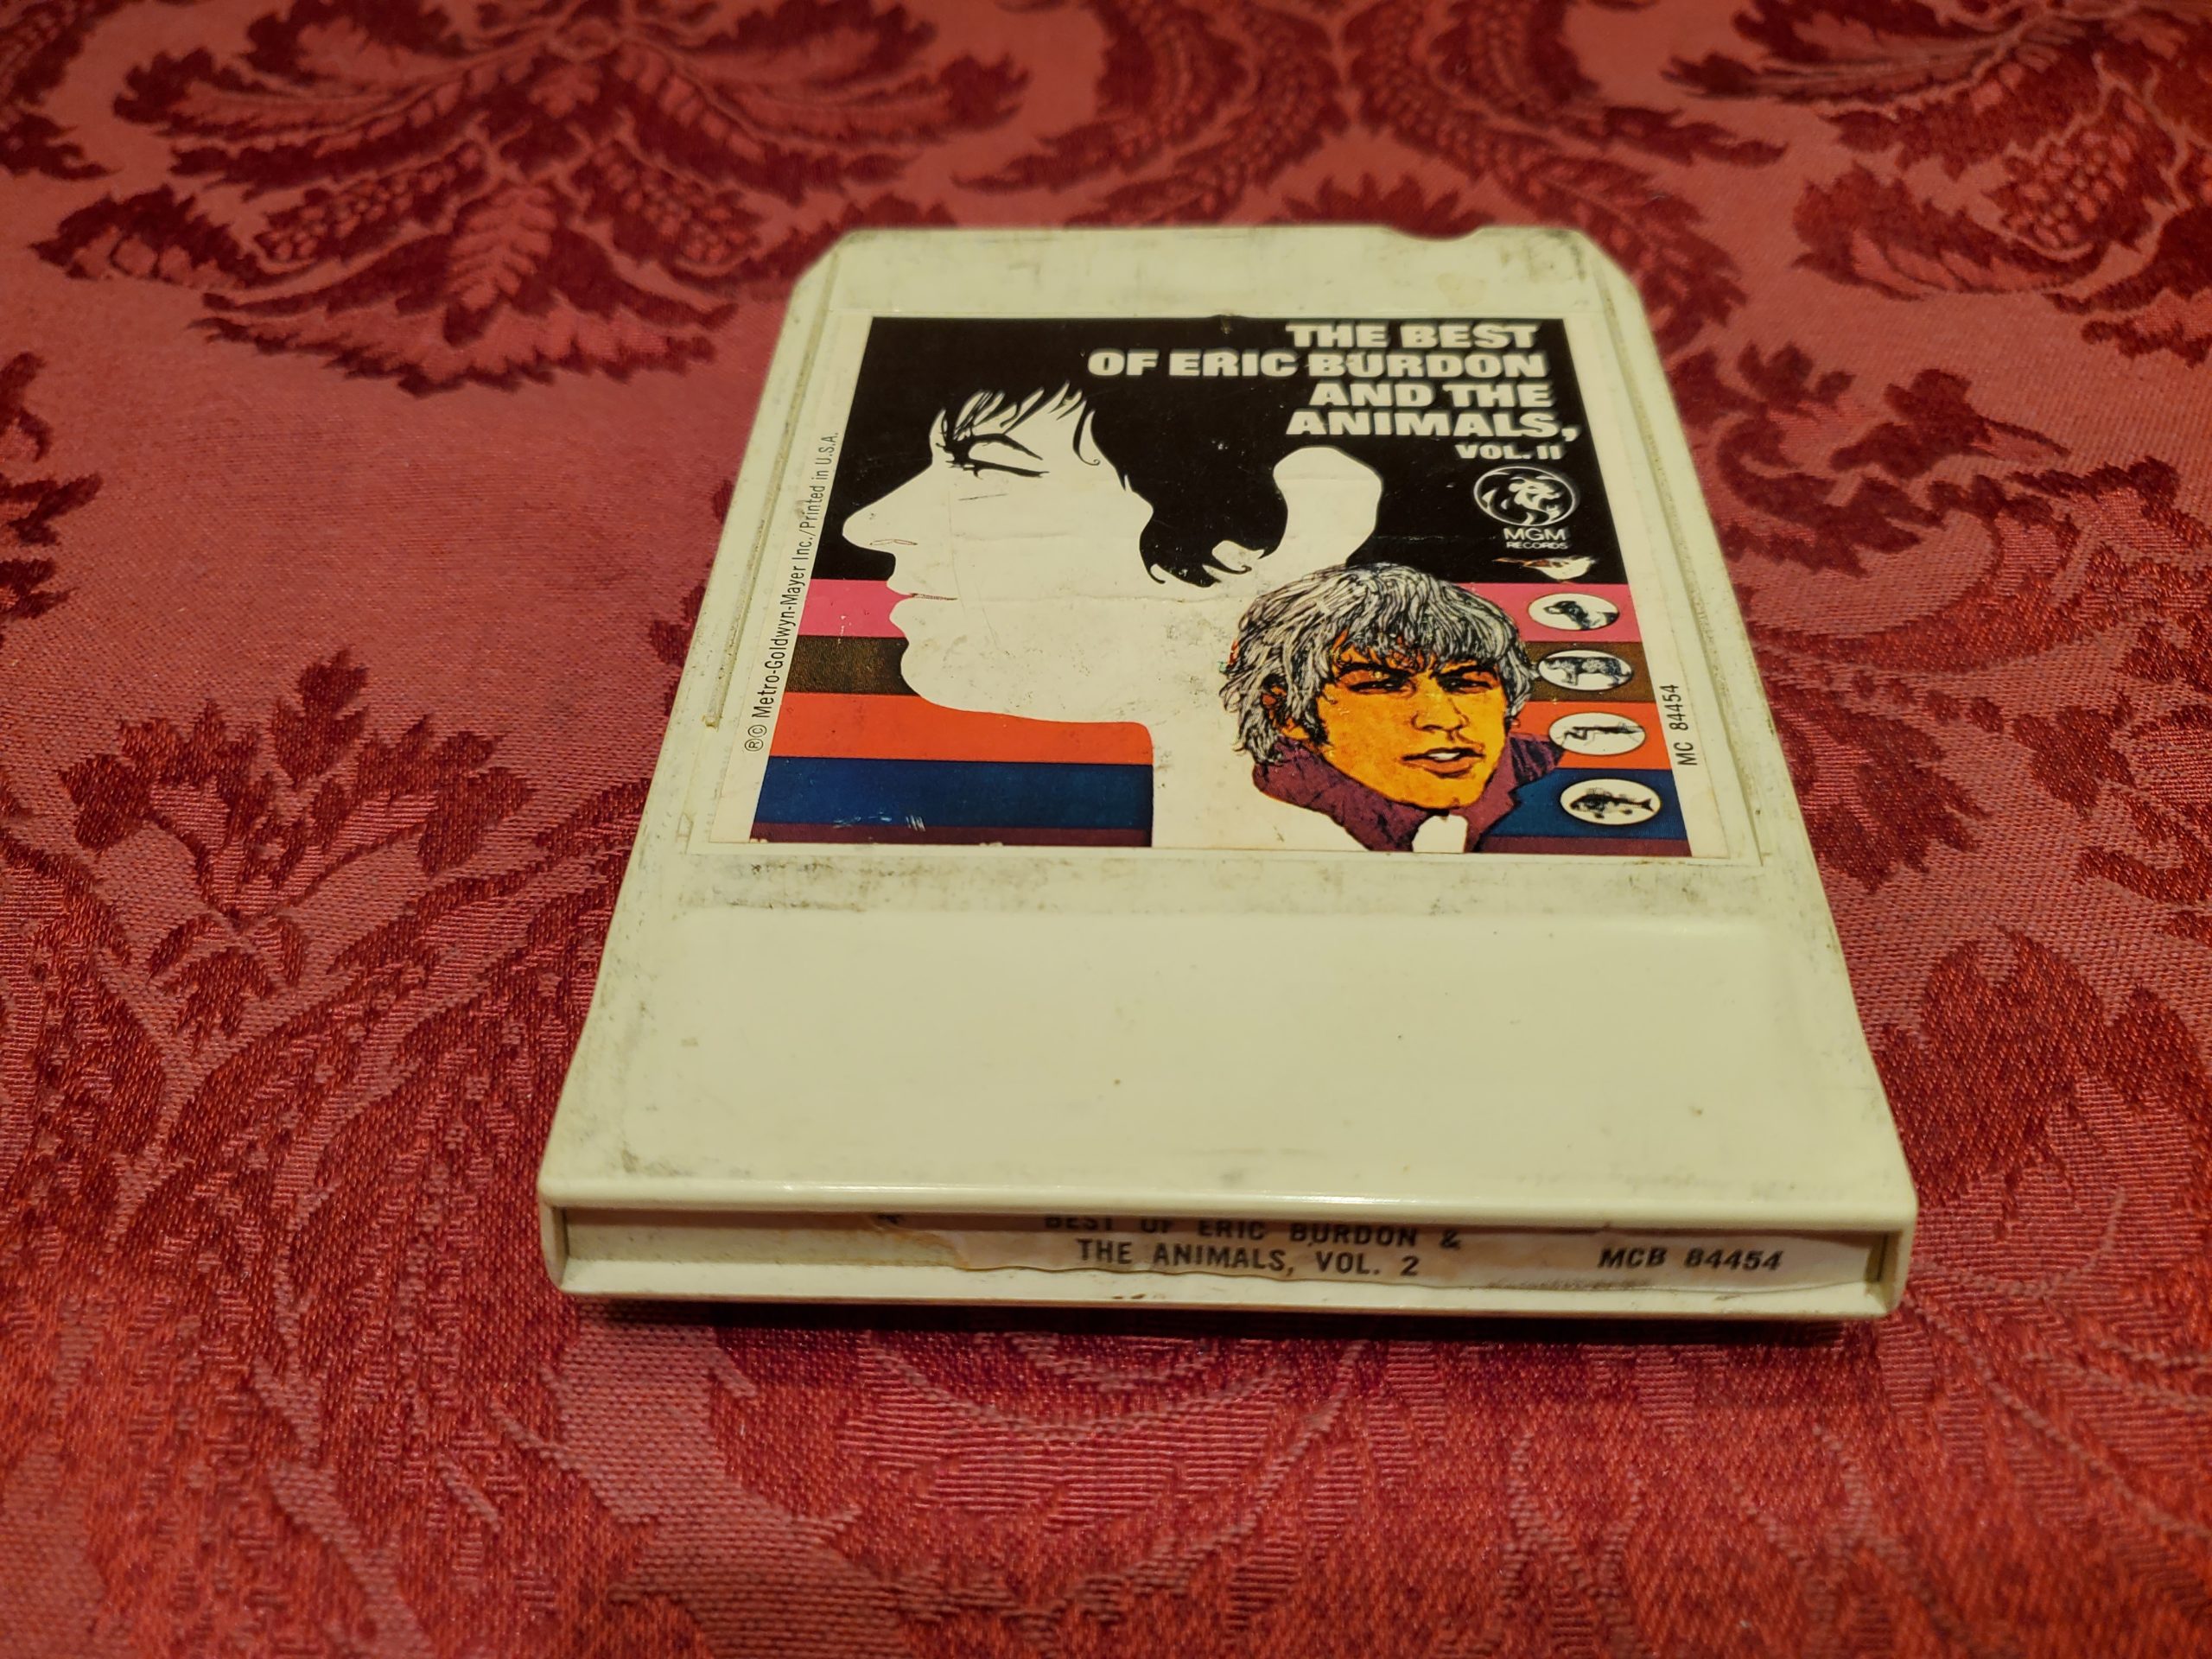 THE BEST
OF ERIC BURDON
AND THE
ANIMALS,
VOL. II
MGM
RECORDS
®© Metro-Goldwyn-Mayer Inc./Printed in U.S.A.
MC 84454
BEST OF ERIC BURDON &
THE ANIMALS, VOL. 2
MCB 84454